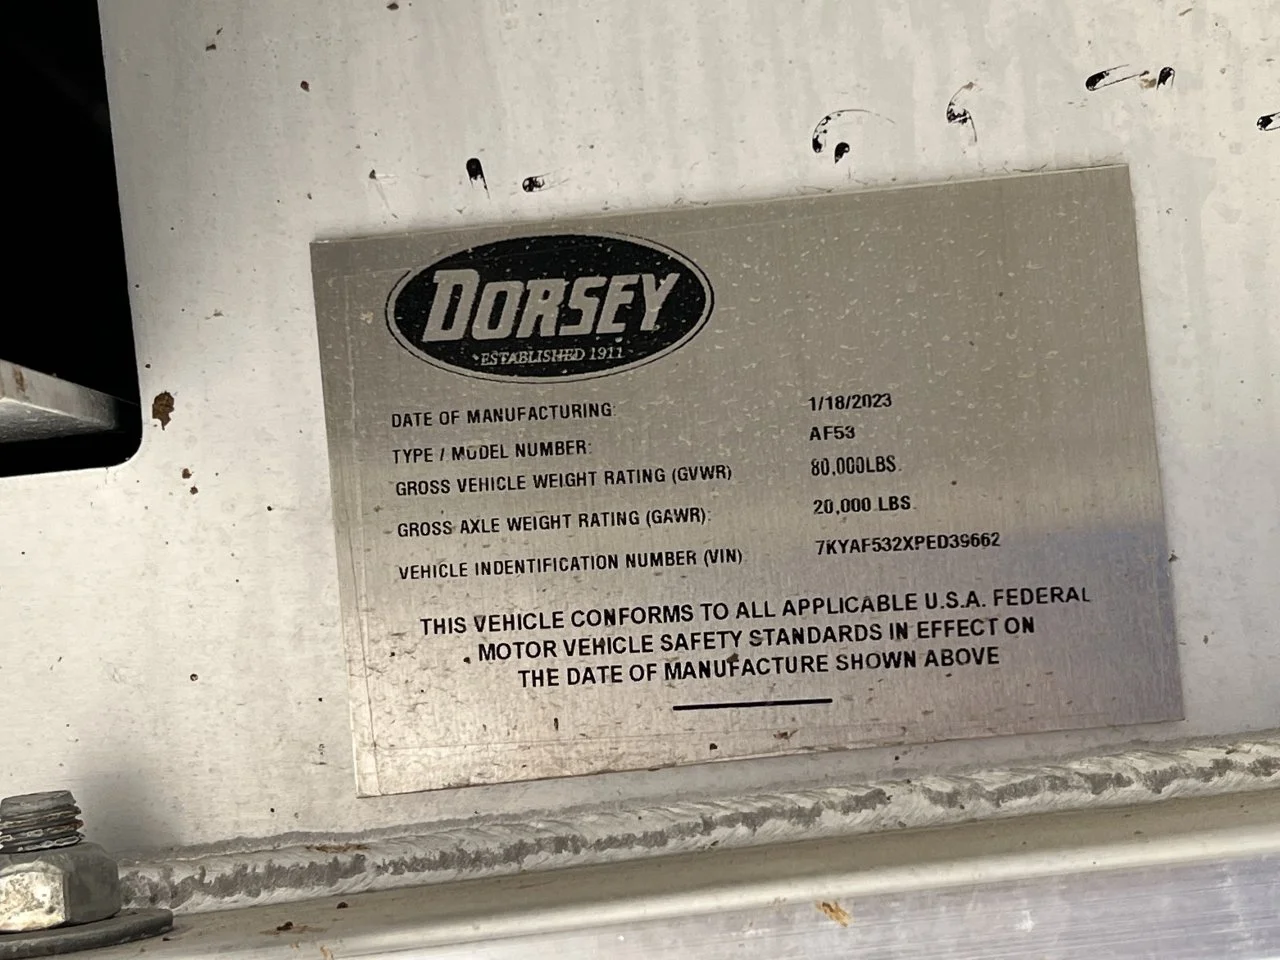 DORSEY
ESTABLISHED 1911
DATE OF MANUFACTURING: 1/18/2023
TYPE / MODEL NUMBER: AF53
GROSS VEHICLE WEIGHT RATING (GVWR) 80,000LBS.
GROSS AXLE WEIGHT RATING (GAWR): 20,000 LBS.
VEHICLE INDENTIFICATION NUMBER (VIN) 7KYAF532XPED39662
THIS VEHICLE CONFORMS TO ALL APPLICABLE U.S.A. FEDERAL
MOTOR VEHICLE SAFETY STANDARDS IN EFFECT ON
THE DATE OF MANUFACTURE SHOWN ABOVE